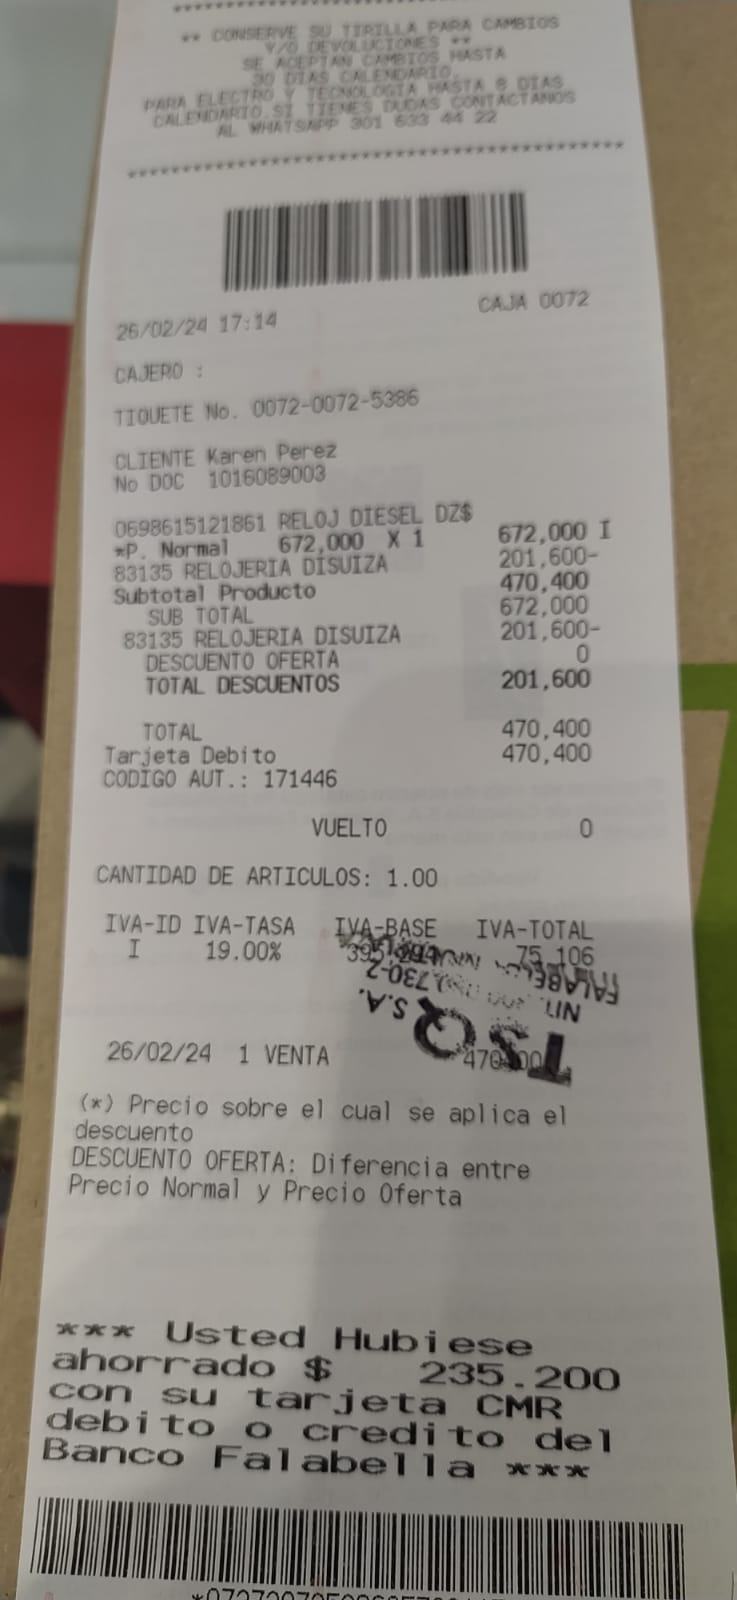 ** CONSERVE SU TIRILLA PARA CAMBIOS
Y/O DEVOLUCIONES **
SE ACEPTAN CAMBIOS HASTA
30 DIAS CALENDARIO.
PARA ELECTRO Y TECNOLOGIA HASTA 8 DIAS
CALENDARIO.SI TIENES DUDAS CONTACTANOS
AL WHATSAPP 301 633 44 22
26/02/24 17:14 CAJA 0072
CAJERO :
TIQUETE No. 0072-0072-5386
CLIENTE Karen Perez
No DOC 1016089003
0698615121861 RELOJ DIESEL DZ$
*P. Normal 672,000 X 1 672,000 I
83135 RELOJERIA DISUIZA 201,600-
Subtotal Producto 470,400
SUB TOTAL 672,000
83135 RELOJERIA DISUIZA 201,600-
DESCUENTO OFERTA 0
TOTAL DESCUENTOS 201,600
TOTAL 470,400
Tarjeta Debito 470,400
CODIGO AUT.: 171446
VUELTO 0
CANTIDAD DE ARTICULOS: 1.00
IVA-ID IVA-TASA IVA-BASE IVA-TOTAL
I 19.00% 75,106
FALABELLA
NIT.
S.A.
TSQ
26/02/24 1 VENTA
(*) Precio sobre el cual se aplica el
descuento
DESCUENTO OFERTA: Diferencia entre
Precio Normal y Precio Oferta
*** Usted Hubiese
ahorrado $ 235.200
con su tarjeta CMR
debito o credito del
Banco Falabella ***